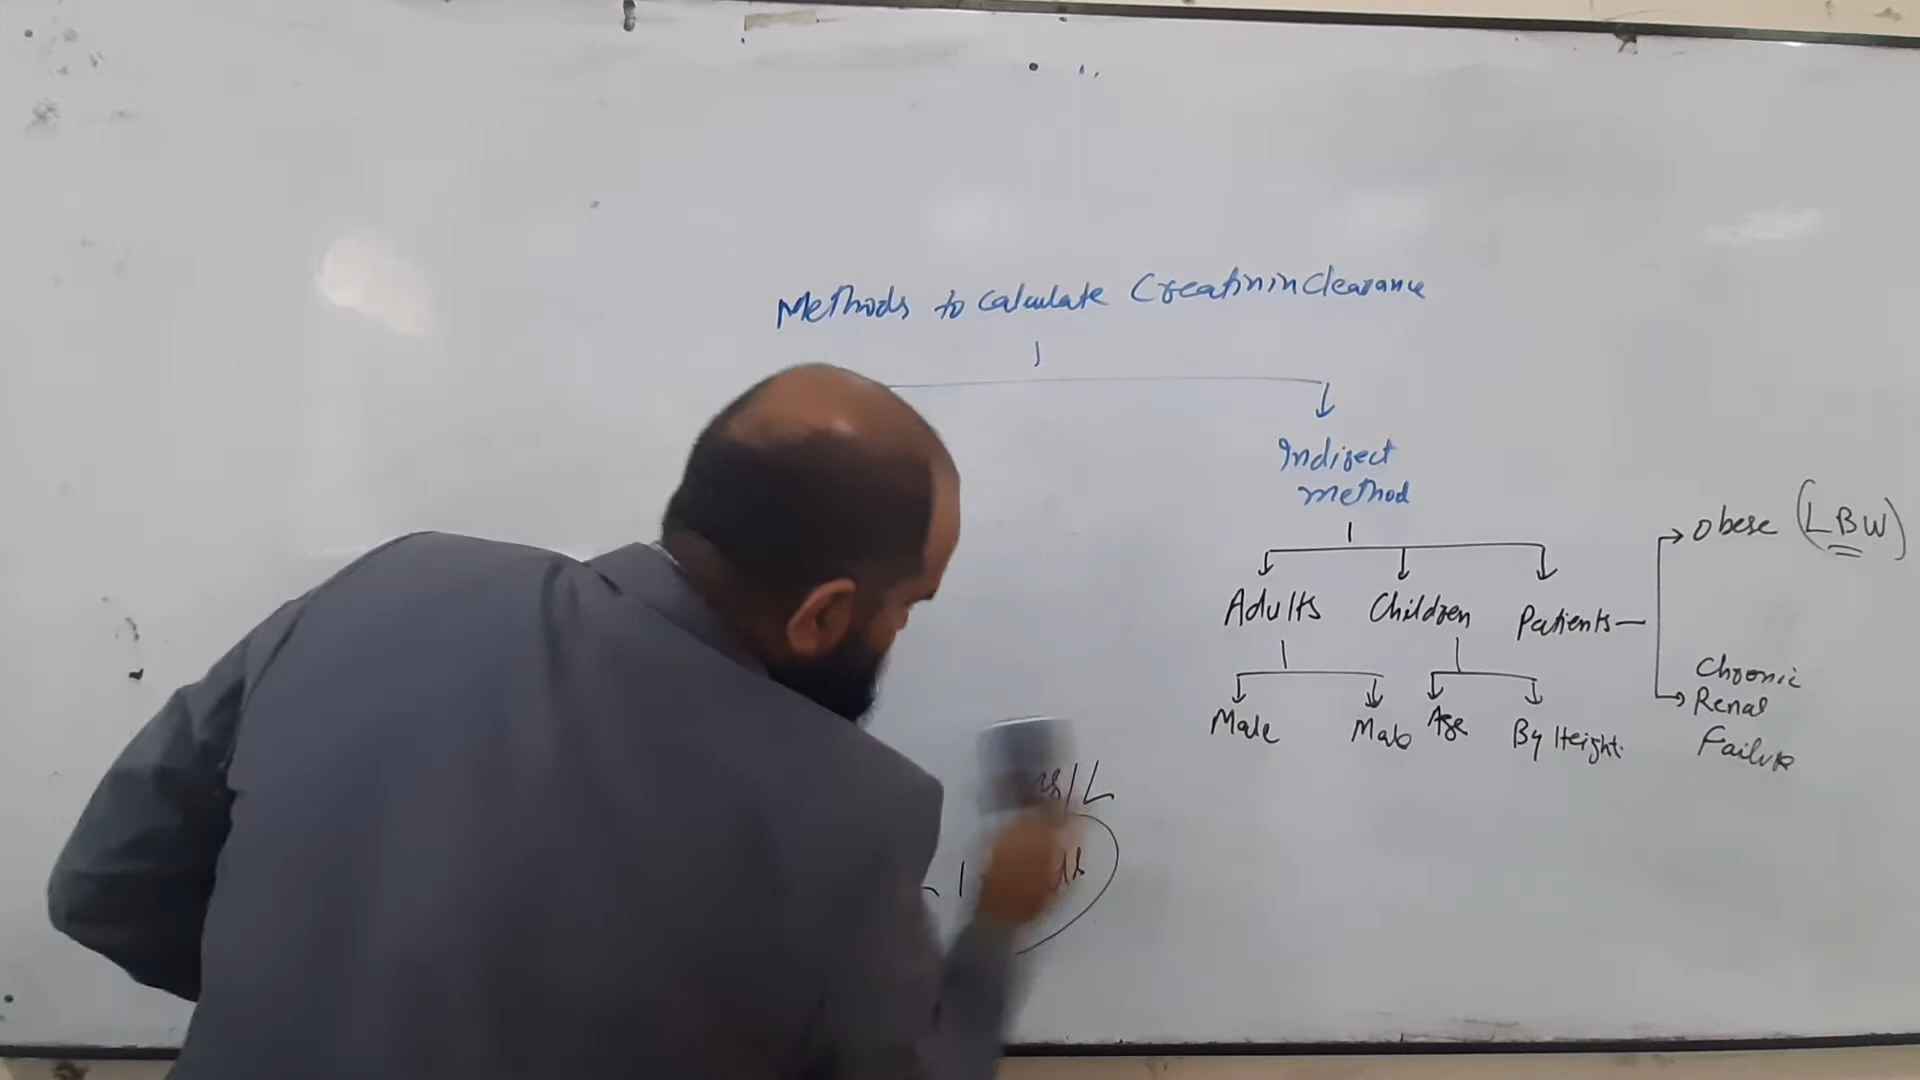 Methods to calculate Creatinin Clearance
Indirect
method
Obese (LBW)
Adults Children Patients
Chronic
Renal
Failure
Male Male Age By Height
/L